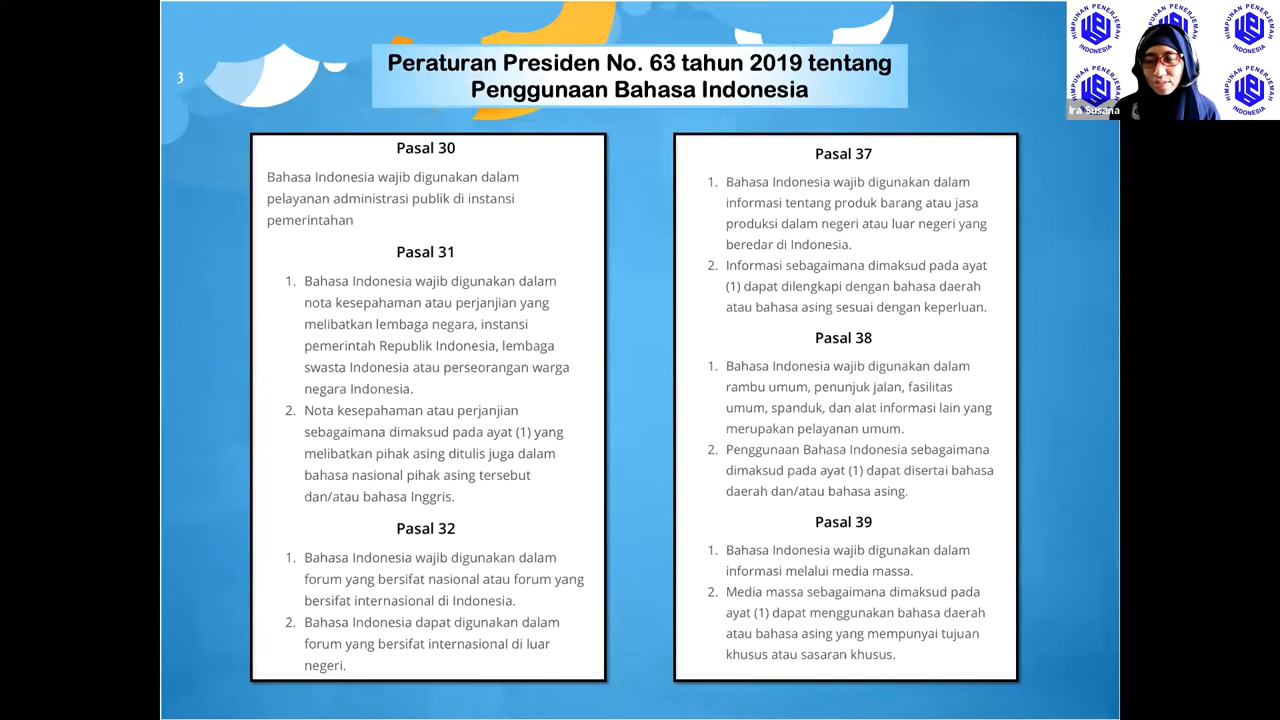 3
Peraturan Presiden No. 63 tahun 2019 tentang
Penggunaan Bahasa Indonesia
Pasal 30
Bahasa Indonesia wajib digunakan dalam
pelayanan administrasi publik di instansi
pemerintahan
Pasal 31
1. Bahasa Indonesia wajib digunakan dalam
nota kesepahaman atau perjanjian yang
melibatkan lembaga negara, instansi
pemerintah Republik Indonesia, lembaga
swasta Indonesia atau perseorangan warga
negara Indonesia.
2. Nota kesepahaman atau perjanjian
sebagaimana dimaksud pada ayat (1) yang
melibatkan pihak asing ditulis juga dalam
bahasa nasional pihak asing tersebut
dan/atau bahasa Inggris.
Pasal 32
1. Bahasa Indonesia wajib digunakan dalam
forum yang bersifat nasional atau forum yang
bersifat internasional di Indonesia.
2. Bahasa Indonesia dapat digunakan dalam
forum yang bersifat internasional di luar
negeri.
Pasal 37
1. Bahasa Indonesia wajib digunakan dalam
informasi tentang produk barang atau jasa
produksi dalam negeri atau luar negeri yang
beredar di Indonesia.
2. Informasi sebagaimana dimaksud pada ayat
(1) dapat dilengkapi dengan bahasa daerah
atau bahasa asing sesuai dengan keperluan.
Pasal 38
1. Bahasa Indonesia wajib digunakan dalam
rambu umum, penunjuk jalan, fasilitas
umum, spanduk, dan alat informasi lain yang
merupakan pelayanan umum.
2. Penggunaan Bahasa Indonesia sebagaimana
dimaksud pada ayat (1) dapat disertai bahasa
daerah dan/atau bahasa asing.
Pasal 39
1. Bahasa Indonesia wajib digunakan dalam
informasi melalui media massa.
2. Media massa sebagaimana dimaksud pada
ayat (1) dapat menggunakan bahasa daerah
atau bahasa asing yang mempunyai tujuan
khusus atau sasaran khusus.
HIMPUNAN PENERJEMAH
INDONESIA
HIMPUNAN PENERJEMAH
INDONESIA
HIMPUNAN PENERJEMAH
INDONESIA
Ira Susana